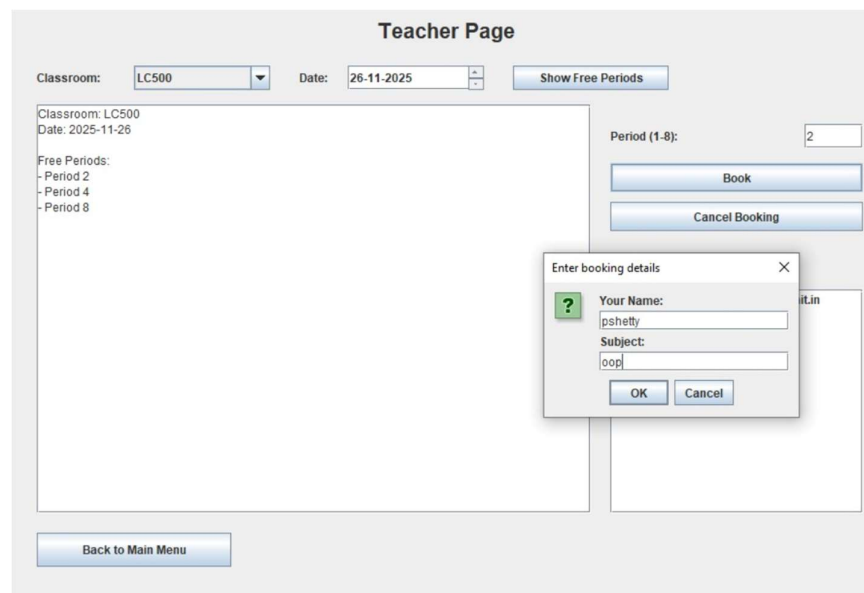 Teacher Page
Classroom: LC500 Date: 26-11-2025 Show Free Periods
Classroom: LC500
Date: 2025-11-26
Free Periods:
- Period 2
- Period 4
- Period 8
Period (1-8): 2
Book
Cancel Booking
it.in
Enter booking details
? Your Name:
pshetty
Subject:
oop
OK Cancel
Back to Main Menu